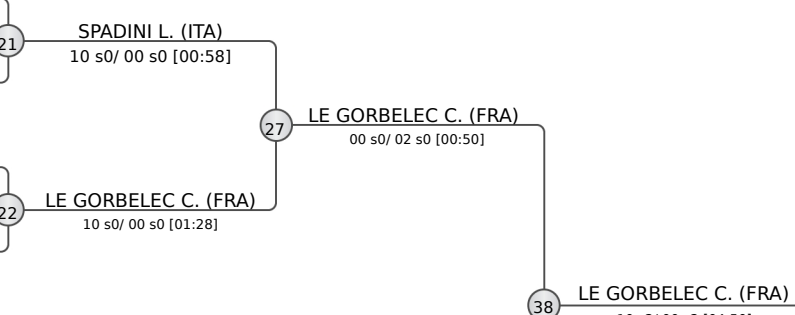 SPADINI L. (ITA)
21
10 s0/ 00 s0 [00:58]
LE GORBELEC C. (FRA)
27
00 s0/ 02 s0 [00:50]
LE GORBELEC C. (FRA)
22
10 s0/ 00 s0 [01:28]
LE GORBELEC C. (FRA)
38